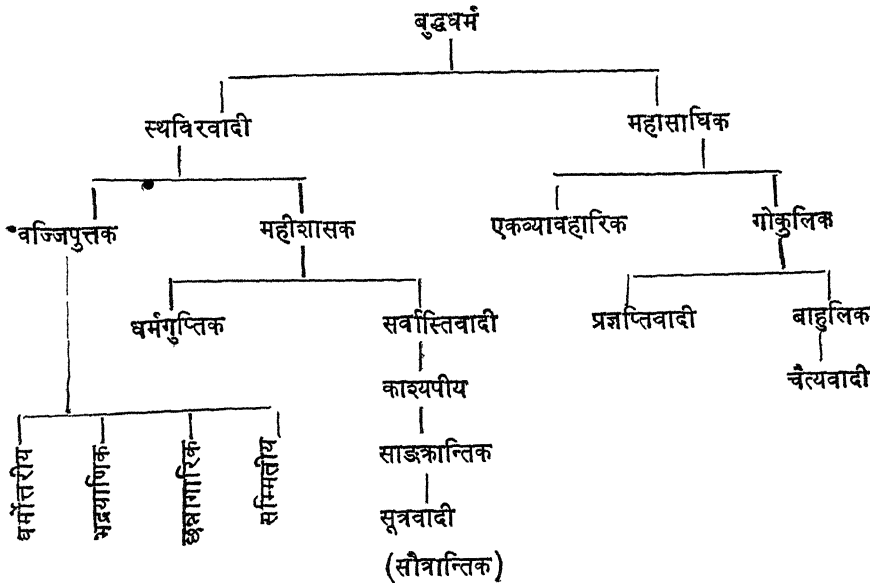 बुद्धधर्म
स्थविरवादी महासाघिक
वज्जिपुत्तक महीशासक एकव्यावहारिक गोकुलिक
धर्मगुप्तिक सर्वास्तिवादी प्रज्ञप्तिवादी बाहुलिक
काश्यपीय चैत्यवादी
धर्मोत्तरीय भद्रयाणिक छन्नागारिक सम्मितीय
साङक्रान्तिक
सूत्रवादी
(सौत्रान्तिक)